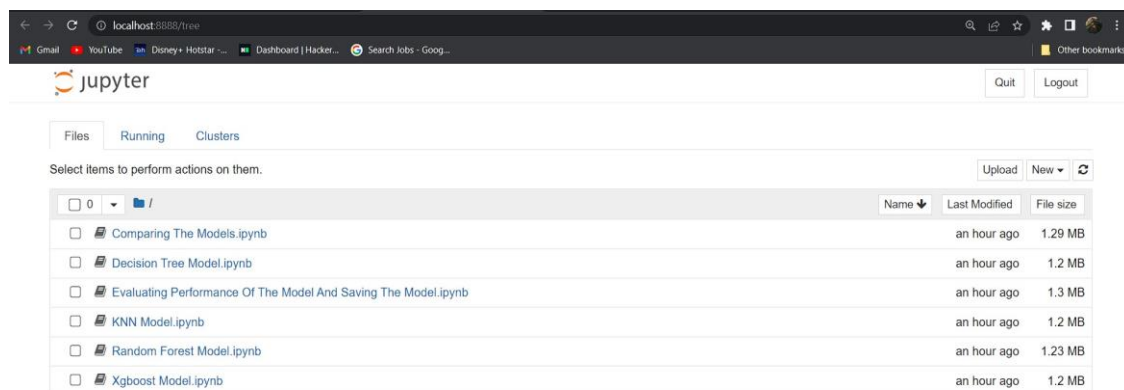 localhost:8888/tree
Gmail YouTube Disney+ Hotstar -... Dashboard | Hacker... Search Jobs - Goog... Other bookmarks
jupyter Quit Logout
Files Running Clusters
Select items to perform actions on them. Upload New
0 / Name Last Modified File size
Comparing The Models.ipynb an hour ago 1.29 MB
Decision Tree Model.ipynb an hour ago 1.2 MB
Evaluating Performance Of The Model And Saving The Model.ipynb an hour ago 1.3 MB
KNN Model.ipynb an hour ago 1.2 MB
Random Forest Model.ipynb an hour ago 1.23 MB
Xgboost Model.ipynb an hour ago 1.2 MB